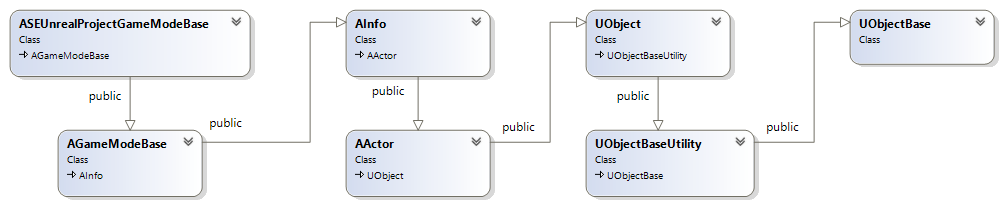 ASEUnrealProjectGameModeBase
Class
AGameModeBase
public
AGameModeBase
Class
AInfo
public
AInfo
Class
AActor
public
AActor
Class
UObject
public
UObject
Class
UObjectBaseUtility
public
UObjectBaseUtility
Class
UObjectBase
public
UObjectBase
Class